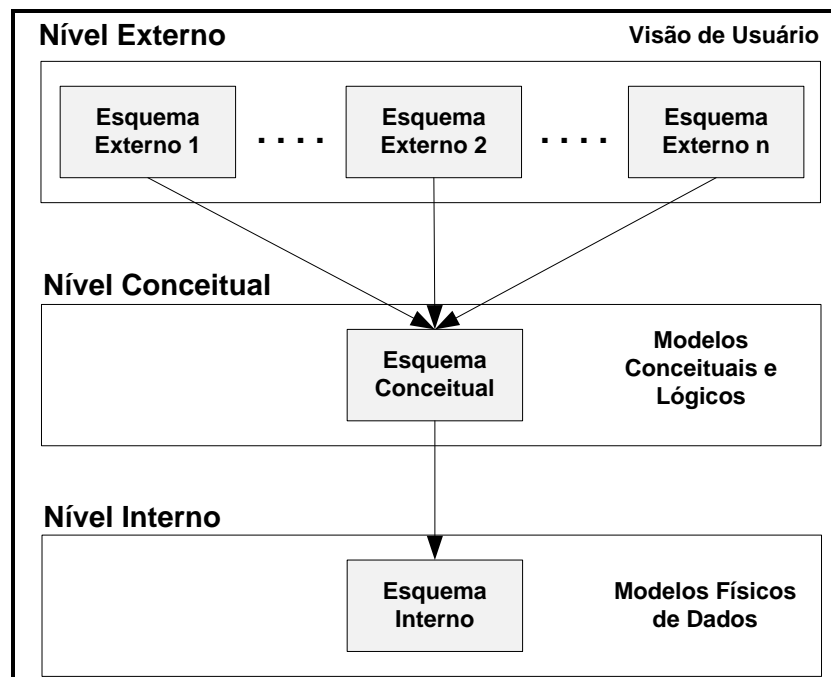 Nível Externo
Visão de Usuário
Esquema
Externo 1
. . . .
Esquema
Externo 2
. . . .
Esquema
Externo n
Nível Conceitual
Esquema
Conceitual
Modelos
Conceituais e
Lógicos
Nível Interno
Esquema
Interno
Modelos Físicos
de Dados